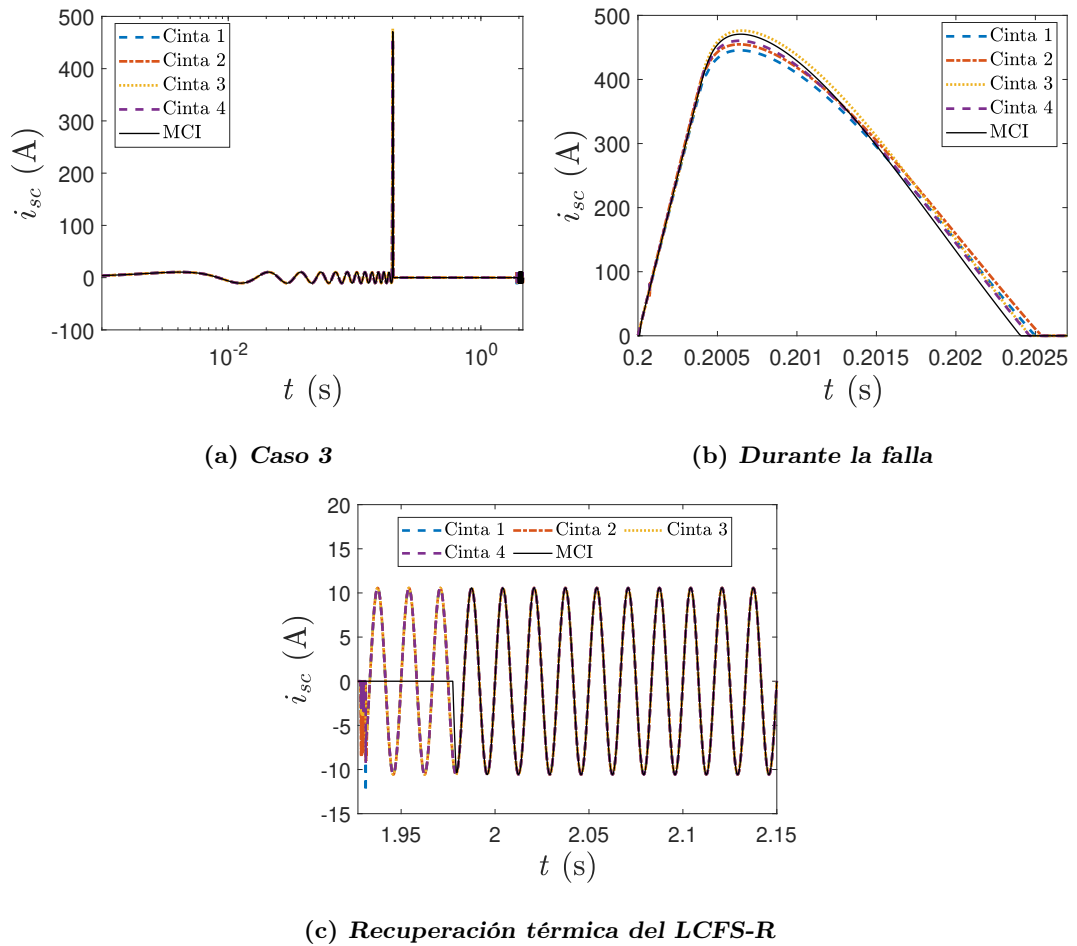 500
400
300
200
100
0
-100
i_sc (A)
Cinta 1
Cinta 2
Cinta 3
Cinta 4
MCI
10^-2
10^0
t (s)
(a) Caso 3
500
400
300
200
100
0
i_sc (A)
Cinta 1
Cinta 2
Cinta 3
Cinta 4
MCI
0.2 0.2005 0.201 0.2015 0.202 0.2025
t (s)
(b) Durante la falla
20
15
10
5
0
-5
-10
-15
i_sc (A)
Cinta 1 Cinta 2 Cinta 3
Cinta 4 MCI
1.95 2 2.05 2.1 2.15
t (s)
(c) Recuperación térmica del LCFS-R